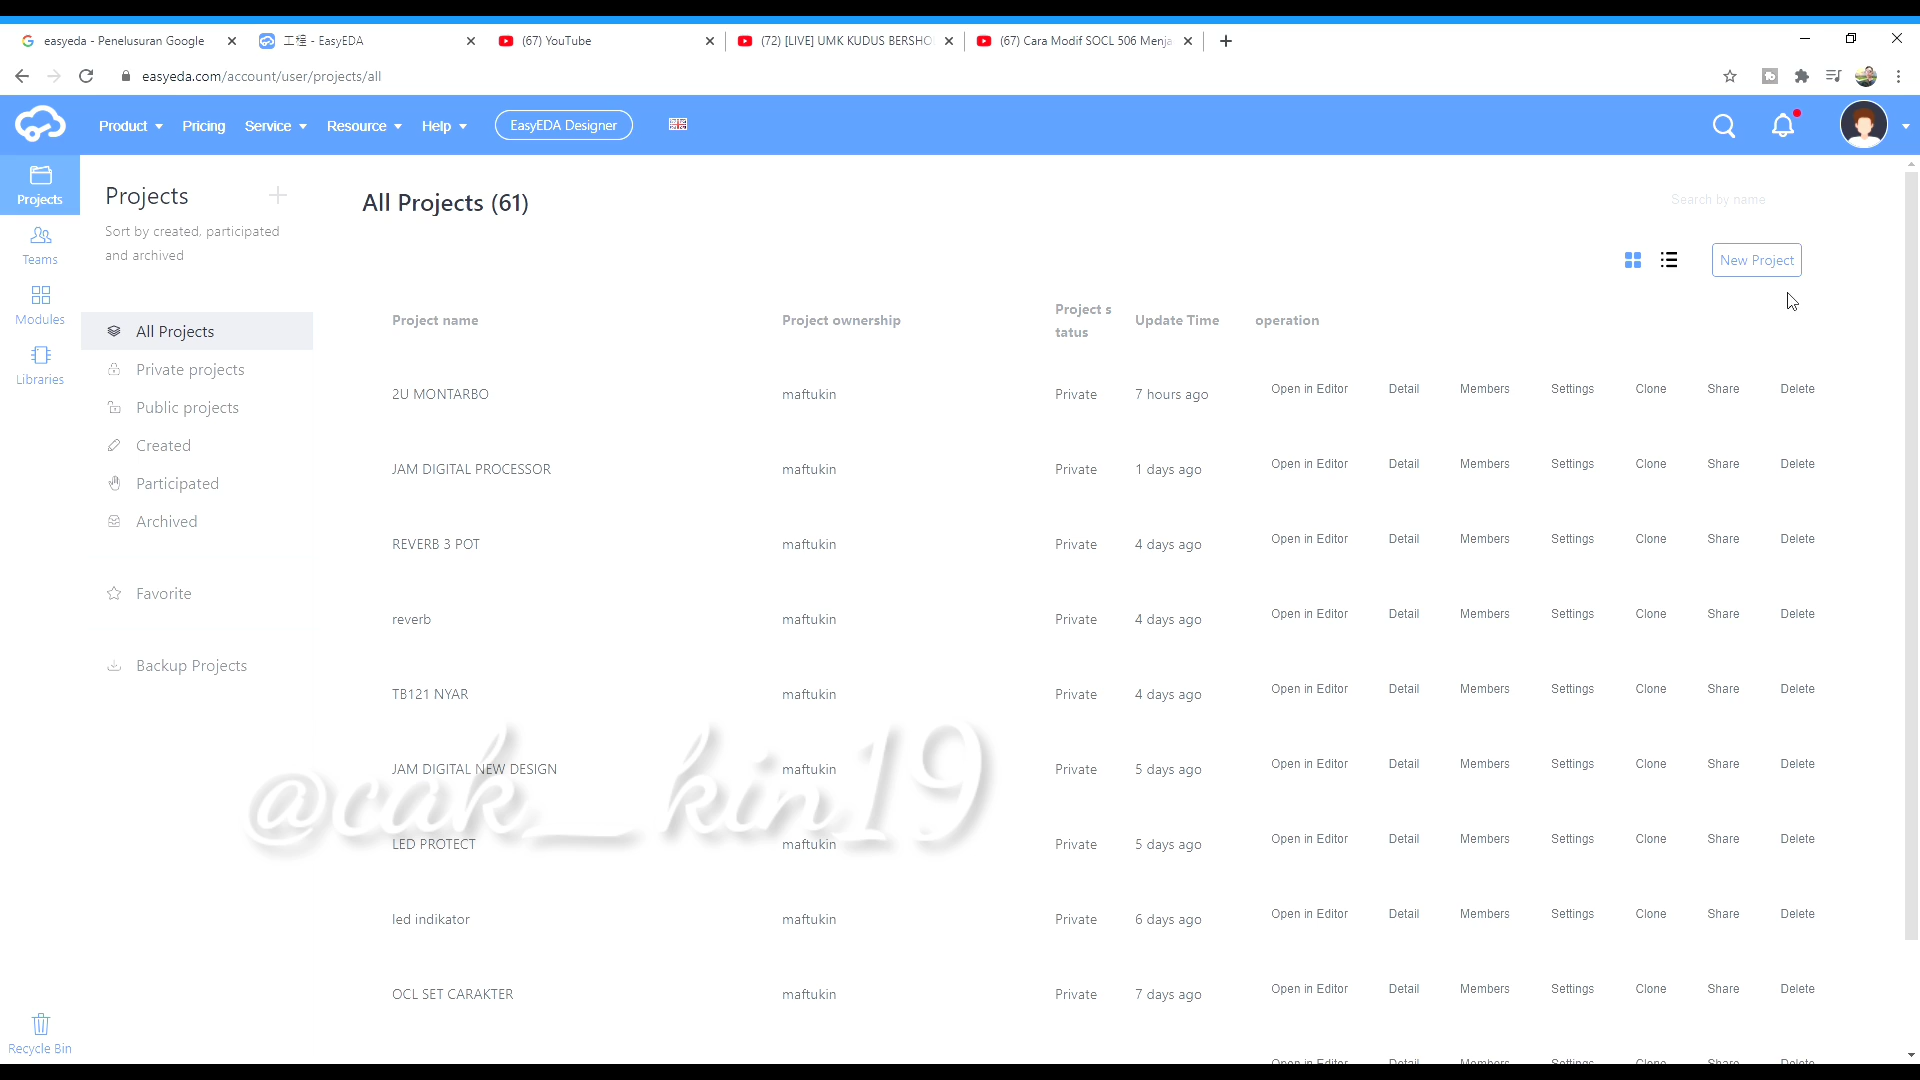 easyeda - Penelusuran Google
工程 - EasyEDA
(67) YouTube
(72) [LIVE] UMK KUDUS BERSHO
(67) Cara Modif SOCL 506 Menja
easyeda.com/account/user/projects/all
Product
Pricing
Service
Resource
Help
EasyEDA Designer
Projects
Teams
Modules
Libraries
Recycle Bin
Projects
Sort by created, participated
and archived
All Projects
Private projects
Public projects
Created
Participated
Archived
Favorite
Backup Projects
All Projects (61)
Search by name
New Project
Project name Project ownership Project s
tatus Update Time operation
2U MONTARBO maftukin Private 7 hours ago Open in Editor Detail Members Settings Clone Share Delete
JAM DIGITAL PROCESSOR maftukin Private 1 days ago Open in Editor Detail Members Settings Clone Share Delete
REVERB 3 POT maftukin Private 4 days ago Open in Editor Detail Members Settings Clone Share Delete
reverb maftukin Private 4 days ago Open in Editor Detail Members Settings Clone Share Delete
TB121 NYAR maftukin Private 4 days ago Open in Editor Detail Members Settings Clone Share Delete
JAM DIGITAL NEW DESIGN maftukin Private 5 days ago Open in Editor Detail Members Settings Clone Share Delete
@cak__kin19
LED PROTECT maftukin Private 5 days ago Open in Editor Detail Members Settings Clone Share Delete
led indikator maftukin Private 6 days ago Open in Editor Detail Members Settings Clone Share Delete
OCL SET CARAKTER maftukin Private 7 days ago Open in Editor Detail Members Settings Clone Share Delete
Open in Editor Detail Members Settings Clone Share Delete